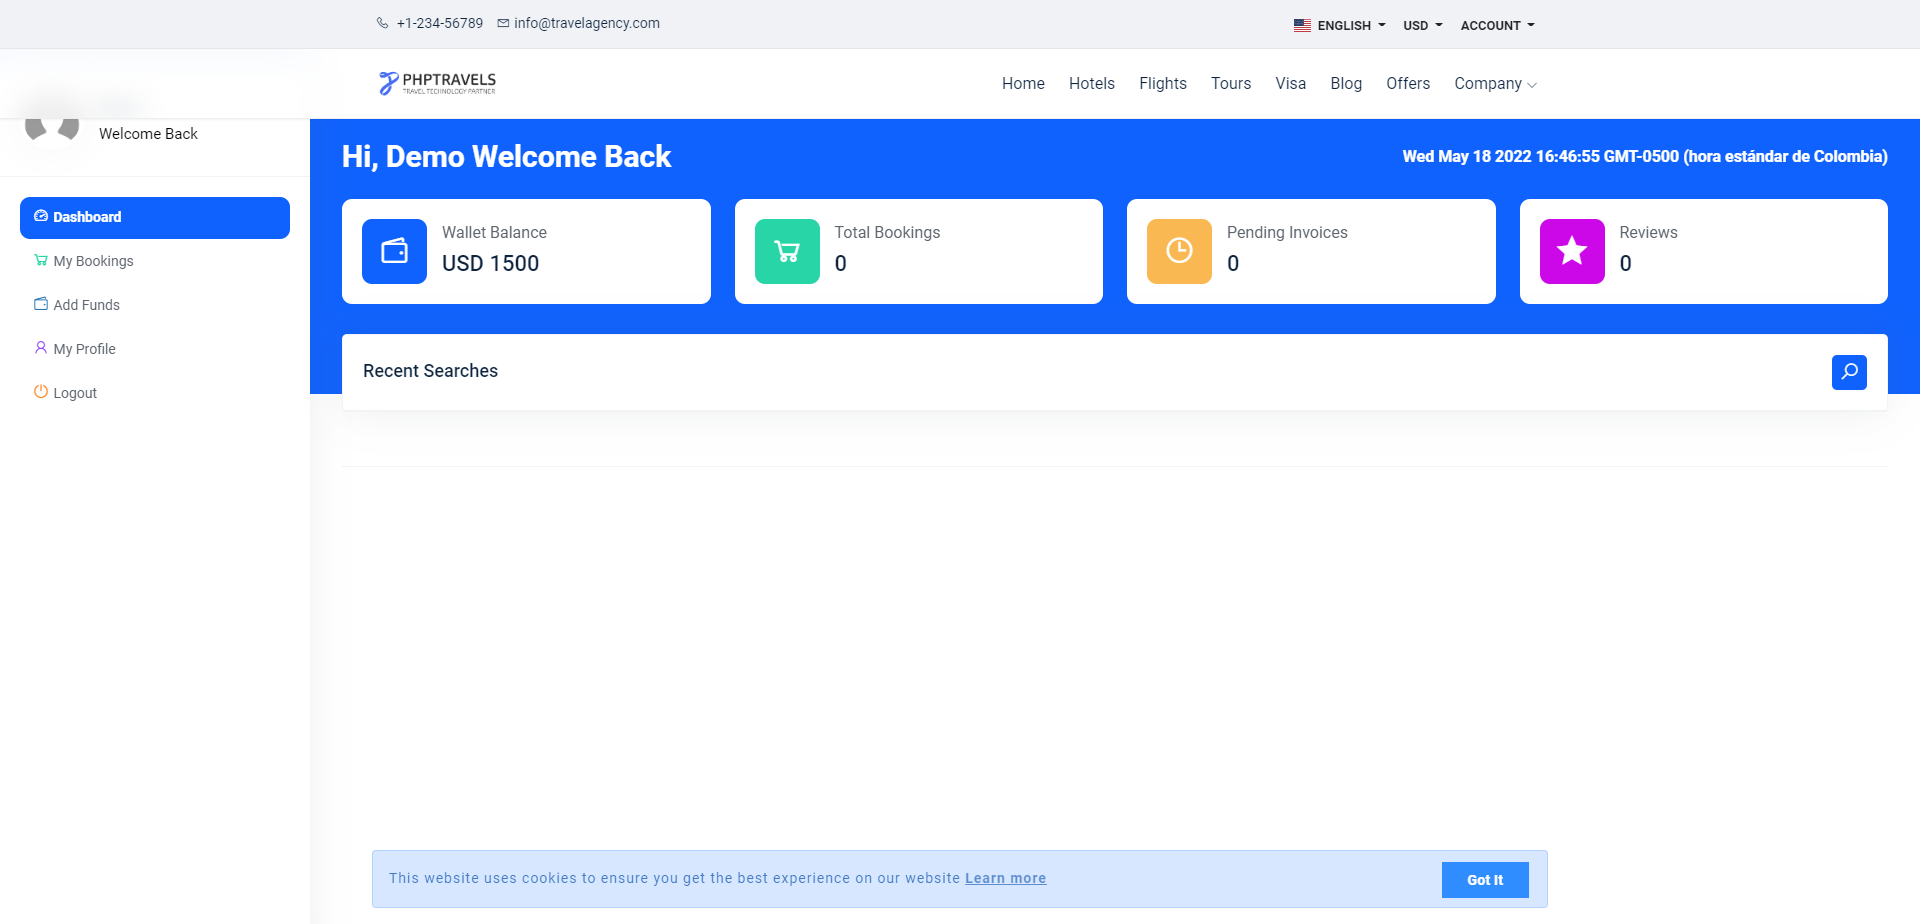 +1-234-56789 info@travelagency.com ENGLISH USD ACCOUNT
PHPTRAVELS
TRAVEL TECHNOLOGY PARTNER
Home Hotels Flights Tours Visa Blog Offers Company
Welcome Back
Hi, Demo Welcome Back
Wed May 18 2022 16:46:55 GMT-0500 (hora estándar de Colombia)
Dashboard
My Bookings
Add Funds
My Profile
Logout
Wallet Balance
USD 1500
Total Bookings
0
Pending Invoices
0
Reviews
0
Recent Searches
This website uses cookies to ensure you get the best experience on our website Learn more
Got It